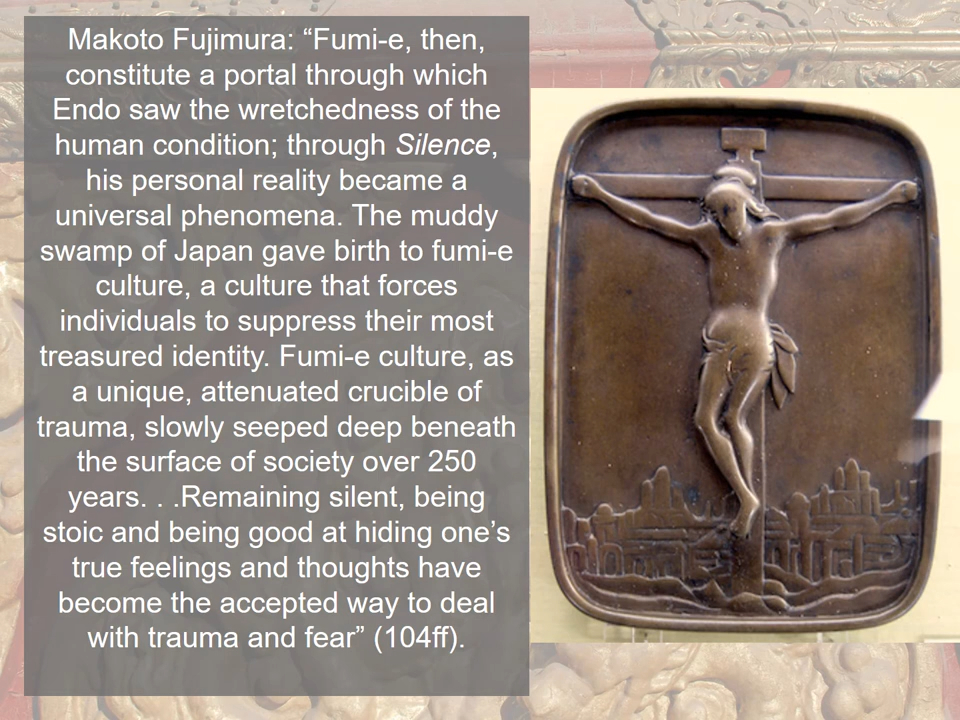 Makoto Fujimura: “Fumi-e, then,
constitute a portal through which
Endo saw the wretchedness of the
human condition; through Silence,
his personal reality became a
universal phenomena. The muddy
swamp of Japan gave birth to fumi-e
culture, a culture that forces
individuals to suppress their most
treasured identity. Fumi-e culture, as
a unique, attenuated crucible of
trauma, slowly seeped deep beneath
the surface of society over 250
years. . .Remaining silent, being
stoic and being good at hiding one’s
true feelings and thoughts have
become the accepted way to deal
with trauma and fear” (104ff).